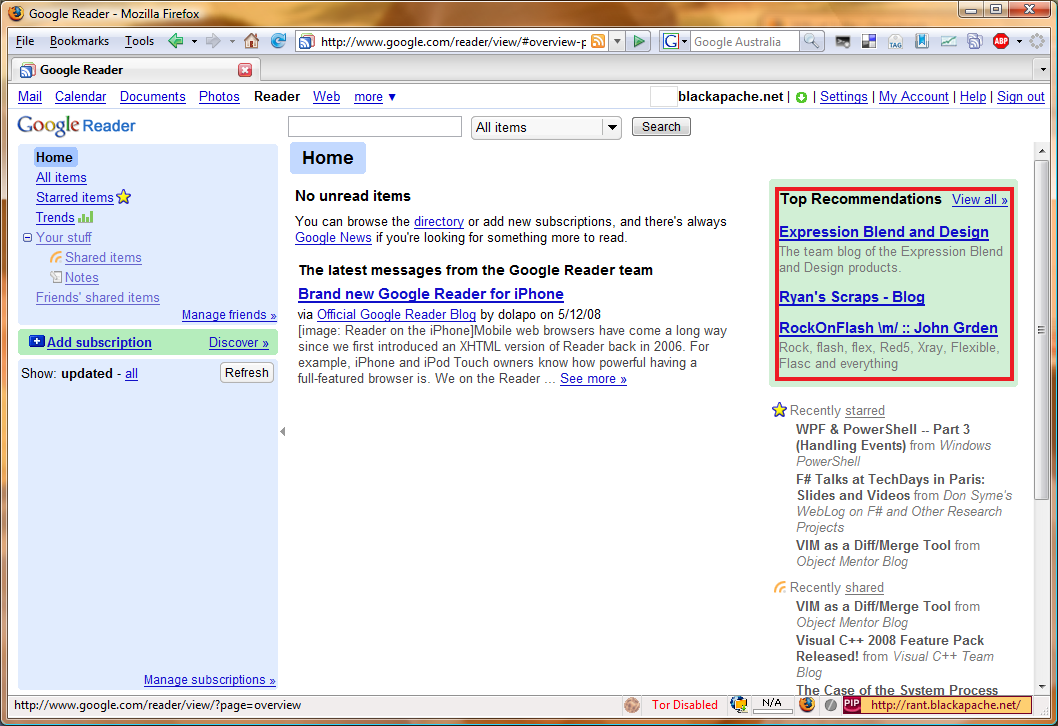 Google Reader - Mozilla Firefox
File Bookmarks Tools
http://www.google.com/reader/view/#overview-p
Google Australia
TAG
ABP
Google Reader
Mail Calendar Documents Photos Reader Web more ▼
blackapache.net | | Settings | My Account | Help | Sign out
Google Reader
All items
Search
Home
All items
Starred items
Trends
Your stuff
Shared items
Notes
Friends' shared items
Manage friends »
Add subscription Discover »
Show: updated - all Refresh
Manage subscriptions »
Home
No unread items
You can browse the directory or add new subscriptions, and there's always
Google News if you're looking for something more to read.
The latest messages from the Google Reader team
Brand new Google Reader for iPhone
via Official Google Reader Blog by dolapo on 5/12/08
[image: Reader on the iPhone]Mobile web browsers have come a long way
since we first introduced an XHTML version of Reader back in 2006. For
example, iPhone and iPod Touch owners know how powerful having a
full-featured browser is. We on the Reader ... See more »
Top Recommendations View all »
Expression Blend and Design
The team blog of the Expression Blend
and Design products.
Ryan's Scraps - Blog
RockOnFlash \m/ :: John Grden
Rock, flash, flex, Red5, Xray, Flexible,
Flasc and everything
Recently starred
WPF & PowerShell -- Part 3
(Handling Events) from Windows
PowerShell
F# Talks at TechDays in Paris:
Slides and Videos from Don Syme's
WebLog on F# and Other Research
Projects
VIM as a Diff/Merge Tool from
Object Mentor Blog
Recently shared
VIM as a Diff/Merge Tool from
Object Mentor Blog
Visual C++ 2008 Feature Pack
Released! from Visual C++ Team
Blog
The Case of the System Process
http://www.google.com/reader/view/?page=overview
Tor Disabled
N/A
PIP
http://rant.blackapache.net/